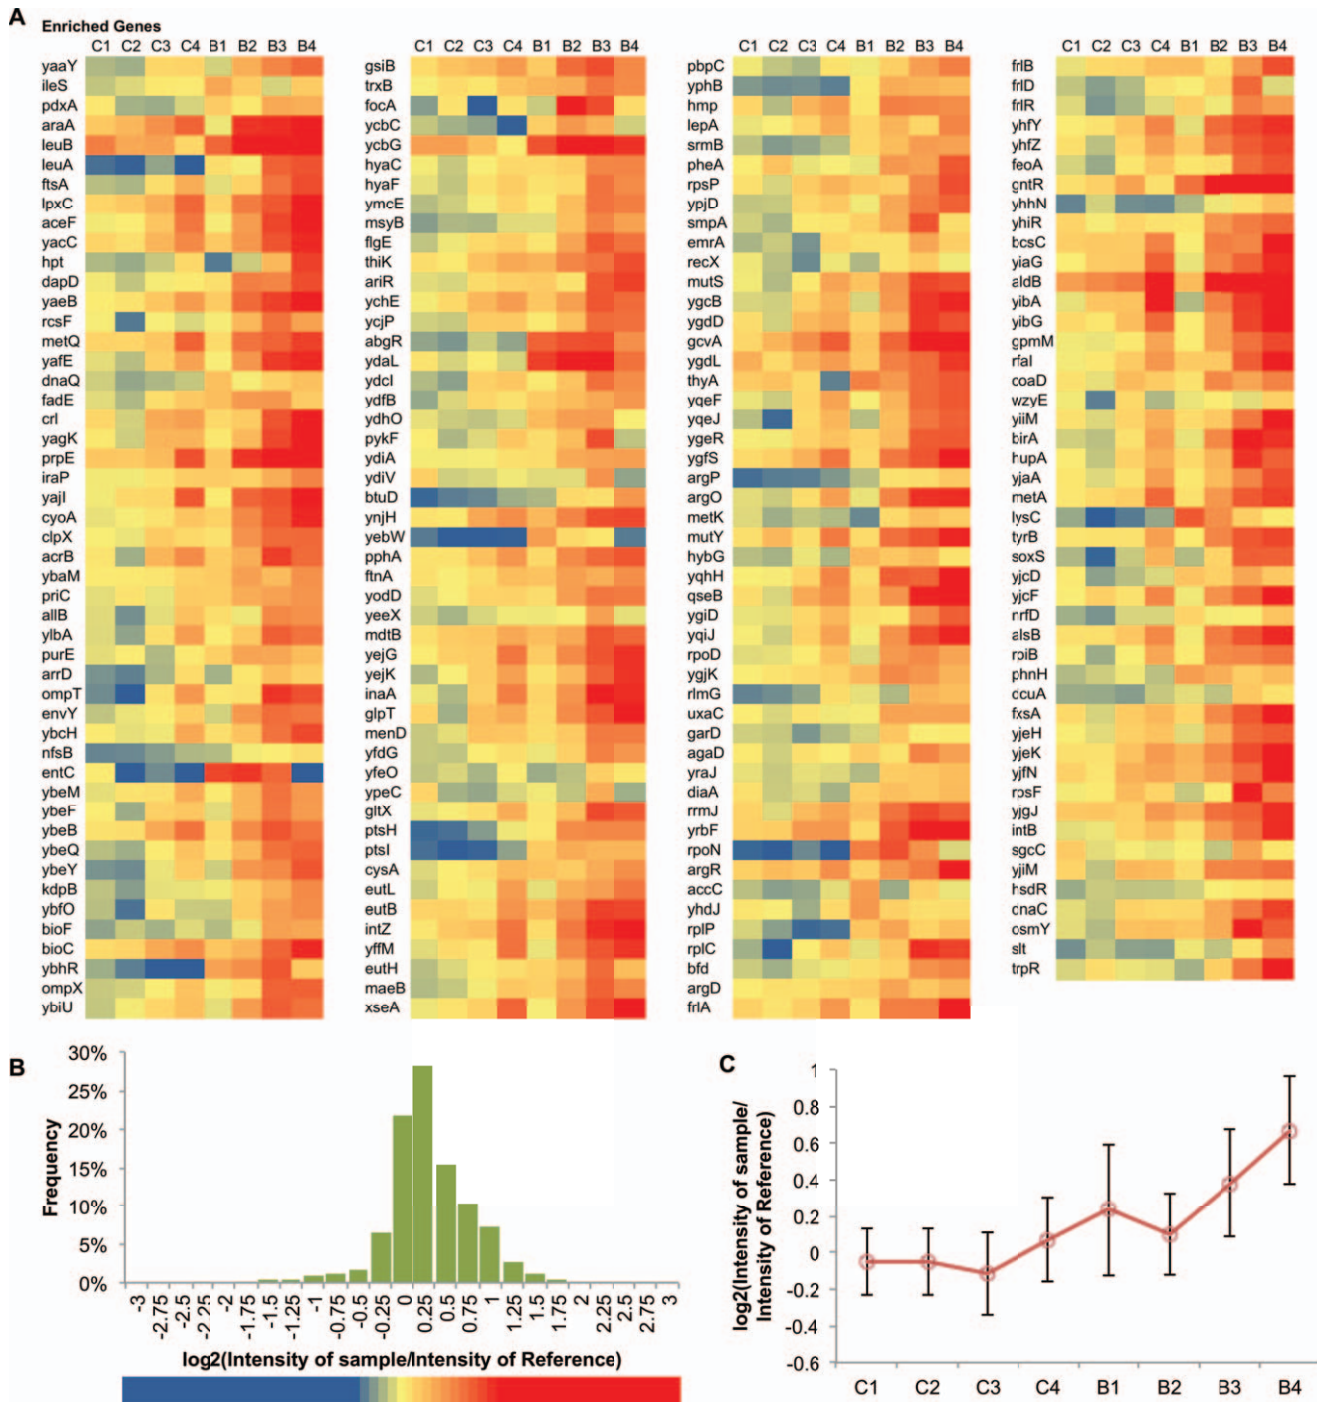 A
Enriched Genes
C1 C2 C3 C4 B1 B2 B3 B4
yaaY
ileS
pdxA
araA
leuB
leuA
ftsA
lpxC
aceF
yacC
hpt
dapD
yaeB
rcsF
metQ
yafE
dnaQ
fadE
crl
yagK
prpE
iraP
yajI
cyoA
clpX
acrB
ybaM
priC
allB
ylbA
purE
arrD
ompT
envY
ybcH
nfsB
entC
ybeM
ybeF
ybeB
ybeQ
ybeY
kdpB
ybfO
bioF
bioC
ybhR
ompX
ybiU
C1 C2 C3 C4 B1 B2 B3 B4
gsiB
trxB
focA
ycbC
ycbG
hyaC
hyaF
ymcE
msyB
flgE
thiK
ariR
ychE
ycjP
abgR
ydaL
ydcI
ydfB
ydhO
pykF
ydiA
ydiV
btuD
ynjH
yebW
pphA
ftnA
yodD
yeeX
mdtB
yejG
yejK
inaA
glpT
menD
yfdG
yfeO
ypeC
gltX
ptsH
ptsI
cysA
eutL
eutB
intZ
yffM
eutH
maeB
xseA
C1 C2 C3 C4 B1 B2 B3 B4
pbpC
yphB
hmp
lepA
srmB
pheA
rpsP
ypjD
smpA
emrA
recX
mutS
ygcB
ygdD
gcvA
ygdL
thyA
yqeF
yqeJ
ygeR
ygfS
argP
argO
metK
mutY
hybG
yqhH
qseB
ygiD
yqiJ
rpoD
ygjK
rlmG
uxaC
garD
agaD
yraJ
diaA
rrmJ
yrbF
rpoN
argR
accC
yhdJ
rplP
rplC
bfd
argD
frlA
C1 C2 C3 C4 B1 B2 B3 B4
frlB
frlD
frlR
yhfY
yhfZ
feoA
gntR
yhhN
yhiR
bcsC
yiaG
aldB
yibA
yibG
gpmM
rfaI
coaD
wzyE
yiiM
birA
hupA
yjaA
metA
lysC
tyrB
soxS
yjcD
yjcF
nrfD
alsB
rpiB
phnH
dcuA
fxsA
yjeH
yjeK
yjfN
rpsF
yjgJ
intB
sgcC
yjiM
hsdR
dnaC
osmY
slt
trpR
B
Frequency
30%
25%
20%
15%
10%
5%
0%
-3 -2.75 -2.5 -2.25 -2 -1.75 -1.5 -1.25 -1 -0.75 -0.5 -0.25 0 0.25 0.5 0.75 1 1.25 1.5 1.75 2 2.25 2.5 2.75 3
log2(Intensity of sample/Intensity of Reference)
C
log2(Intensity of sample/
Intensity of Reference)
1
0.8
0.6
0.4
0.2
0
-0.2
-0.4
-0.6
C1 C2 C3 C4 B1 B2 B3 B4